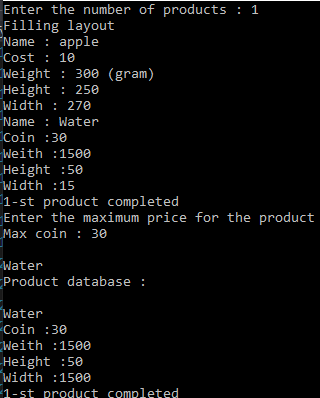 Enter the number of products : 1
Filling layout
Name : apple
Cost : 10
Weight : 300 (gram)
Height : 250
Width : 270
Name : Water
Coin :30
Weith :1500
Height :50
Width :15
1-st product completed
Enter the maximum price for the product
Max coin : 30
Water
Product database :
Water
Coin :30
Weith :1500
Height :50
Width :1500
1-st product completed